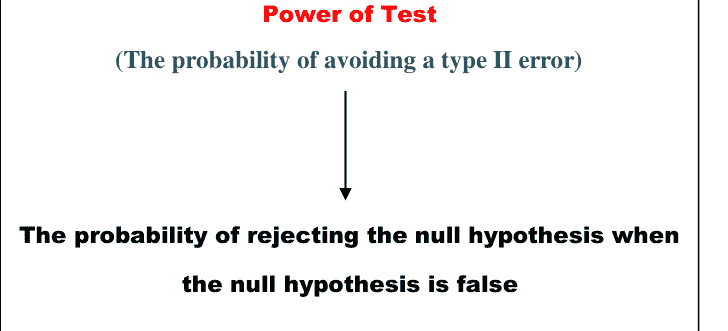 Power of Test
(The probability of avoiding a type II error)
The probability of rejecting the null hypothesis when
the null hypothesis is false